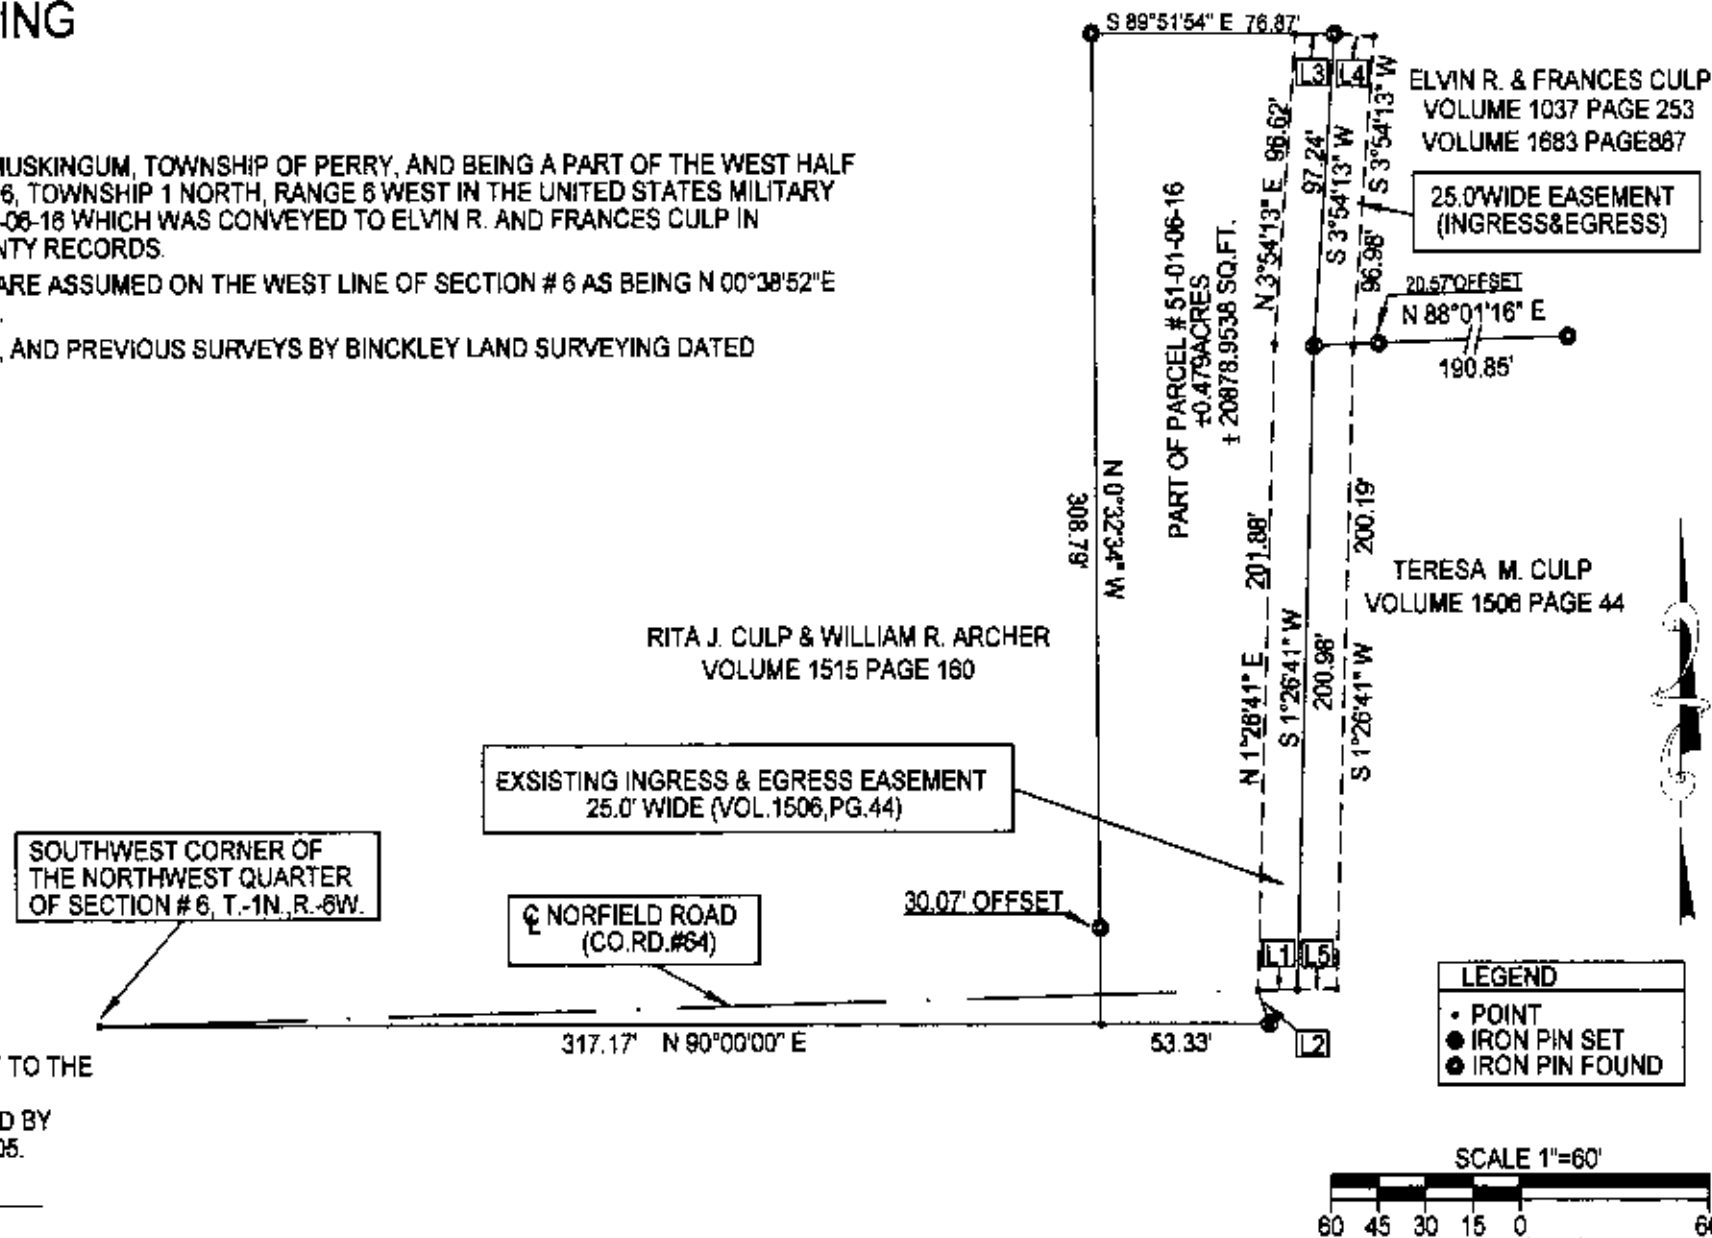 S 89°51'54" E 76.87'
L3
L4
ELVIN R. & FRANCES CULP
VOLUME 1037 PAGE 253
VOLUME 1683 PAGE867
MUSKINGUM, TOWNSHIP OF PERRY, AND BEING A PART OF THE WEST HALF
6, TOWNSHIP 1 NORTH, RANGE 6 WEST IN THE UNITED STATES MILITARY
-06-16 WHICH WAS CONVEYED TO ELVIN R. AND FRANCES CULP IN
NTY RECORDS.
ARE ASSUMED ON THE WEST LINE OF SECTION # 6 AS BEING N 00°38'52"E
, AND PREVIOUS SURVEYS BY BINCKLEY LAND SURVEYING DATED
N 3°54'13" E 96.62'
97.24'
S 3°54'13" W
S 3°54'13" W
96.98'
25.0'WIDE EASEMENT
(INGRESS&EGRESS)
20.57'OFFSET
N 88°01'16" E
190.85'
PART OF PARCEL # 51-01-06-16
±0.479ACRES
± 20878.9538 SQ.FT.
N 0°32'34" W
308.79'
201.88'
N 1°26'41" E
S 1°26'41" W
200.98'
200.19'
S 1°26'41" W
TERESA M. CULP
VOLUME 1506 PAGE 44
RITA J. CULP & WILLIAM R. ARCHER
VOLUME 1515 PAGE 160
EXSISTING INGRESS & EGRESS EASEMENT
25.0' WIDE (VOL.1506,PG.44)
SOUTHWEST CORNER OF
THE NORTHWEST QUARTER
OF SECTION # 6, T.-1N.,R.-6W.
℄ NORFIELD ROAD
(CO.RD.#64)
30.07' OFFSET
L1
L5
L2
317.17' N 90°00'00" E
53.33'
LEGEND
POINT
IRON PIN SET
IRON PIN FOUND
TO THE
D BY
05.
SCALE 1"=60'
60 45 30 15 0